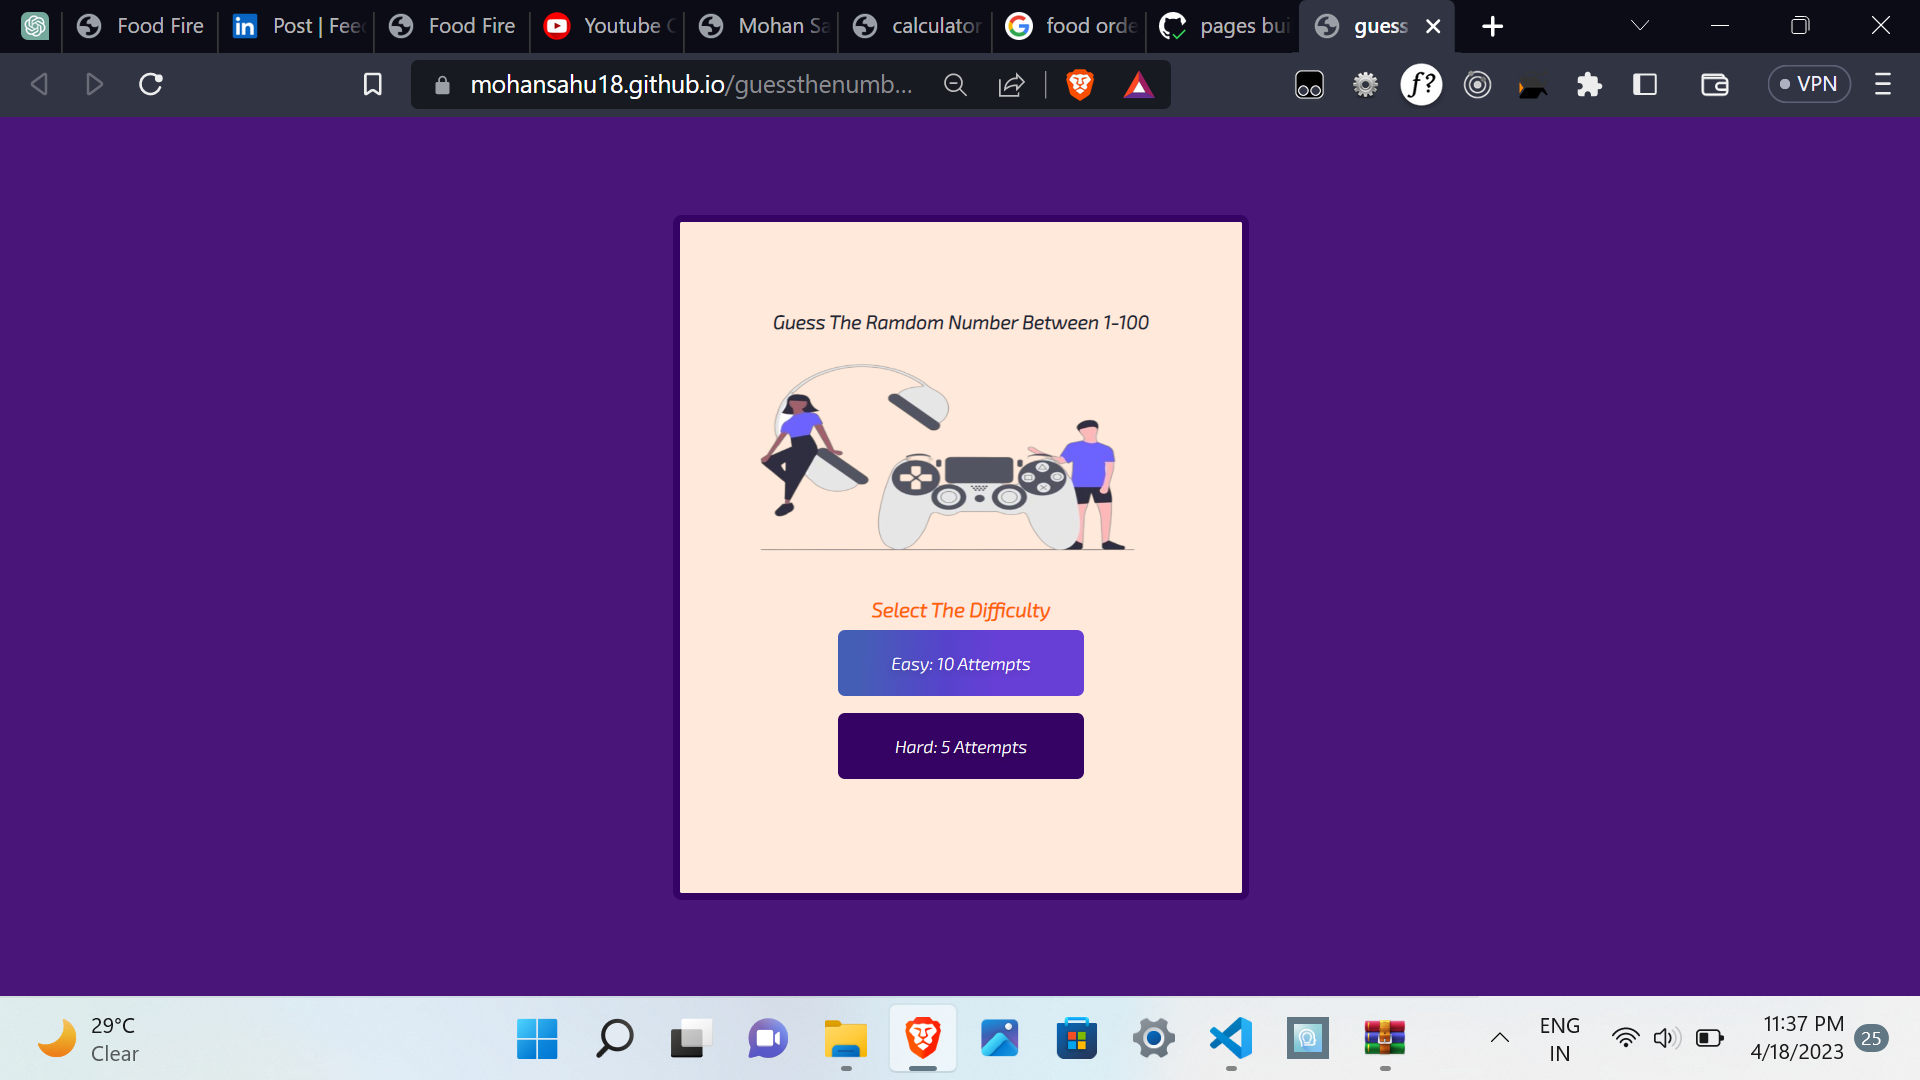 Food Fire
Post | Feed
Food Fire
Youtube C
Mohan Sa
calculator
food orde
pages bui
guess
mohansahu18.github.io/guessthenumb...
f?
VPN
Guess The Ramdom Number Between 1-100
Select The Difficulty
Easy: 10 Attempts
Hard: 5 Attempts
29°C
Clear
ENG
IN
11:37 PM
4/18/2023
25